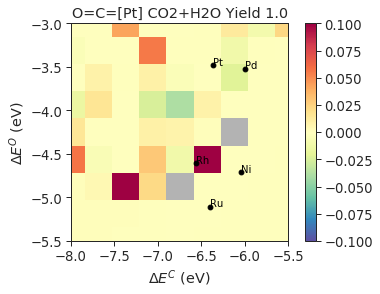 O=C=[Pt] CO2+H2O Yield 1.0
−3.0
−3.5
−4.0
−4.5
−5.0
−5.5
ΔE^O (eV)
Pt
Pd
Rh
Ni
Ru
−8.0 −7.5 −7.0 −6.5 −6.0 −5.5
ΔE^C (eV)
0.100
0.075
0.050
0.025
0.000
−0.025
−0.050
−0.075
−0.100